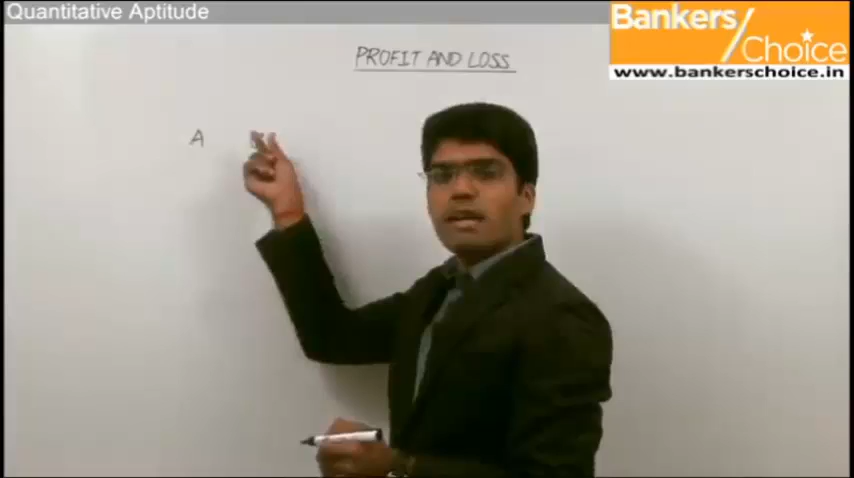 Quantitative Aptitude
Bankers
Choice
www.bankerschoice.in
PROFIT AND LOSS
A